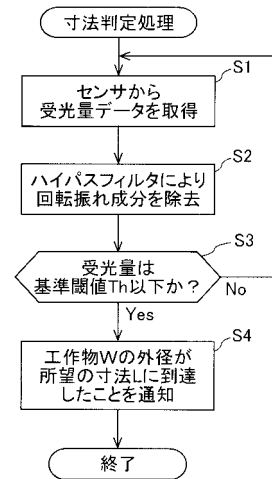 寸法判定処理
S1
センサから
受光量データを取得
S2
ハイパスフィルタにより
回転振れ成分を除去
S3
受光量は
基準閾値Th以下か?
No
Yes
S4
工作物Wの外径が
所望の寸法Lに到達
したことを通知
終了